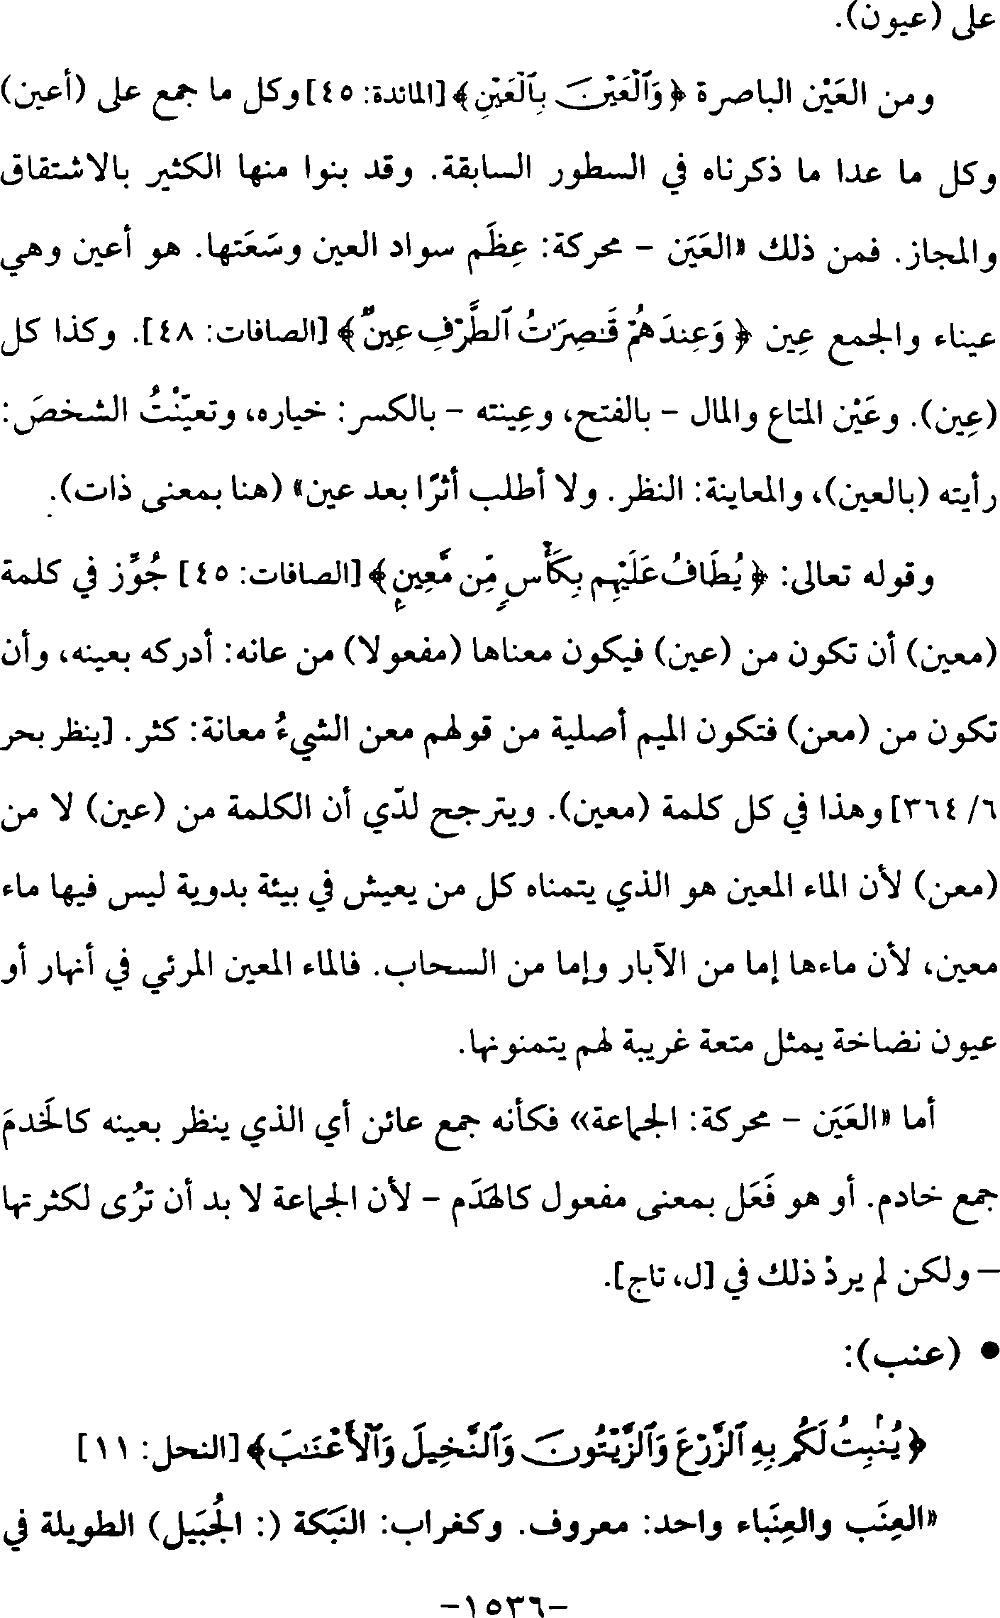 على (عيون).
ومن العَيْن الباصرة ﴿وَٱلْعَيْنَ بِٱلْعَيْنِ﴾ [المائدة: ٤٥] وكل ما جمع على (أعين)
وكل ما عدا ما ذكرناه في السطور السابقة. وقد بنوا منها الكثير بالاشتقاق
والمجاز. فمن ذلك «العَيَن – محركة: عِظَم سواد العين وسَعَتها. هو أعين وهي
عيناء والجمع عِين ﴿وَعِندَهُمْ قَٰصِرَٰتُ ٱلطَّرْفِ عِينٌ﴾ [الصافات: ٤٨]. وكذا كل
(عِين). وعَيْن المتاع والمال – بالفتح، وعِينته – بالكسر: خياره، وتعيّنْتُ الشخصَ:
رأيته (بالعين)، والمعاينة: النظر. ولا أطلب أثرًا بعد عين» (هنا بمعنى ذات).
وقوله تعالى: ﴿يُطَافُ عَلَيْهِم بِكَأْسٍ مِّن مَّعِينٍ﴾ [الصافات: ٤٥] جُوِّز في كلمة
(معين) أن تكون من (عين) فيكون معناها (مفعولا) من عانه: أدركه بعينه، وأن
تكون من (معن) فتكون الميم أصلية من قولهم معن الشيءُ معانة: كثر. [ينظر بحر
٦/ ٣٦٤] وهذا في كل كلمة (معين). ويترجح لدّي أن الكلمة من (عين) لا من
(معن) لأن الماء المعين هو الذي يتمناه كل من يعيش في بيئة بدوية ليس فيها ماء
معين، لأن ماءها إما من الآبار وإما من السحاب. فالماء المعين المرئي في أنهار أو
عيون نضاخة يمثل متعة غريبة لهم يتمنونها.
أما «العَيَن – محركة: الجماعة» فكأنه جمع عائن أي الذي ينظر بعينه كالخَدمَ
جمع خادم. أو هو فَعَل بمعنى مفعول كالهَدَم – لأن الجماعة لا بد أن تُرى لكثرتها
– ولكن لم يردْ ذلك في [ل، تاج].
• (عنب):
﴿يُنۢبِتُ لَكُم بِهِ ٱلزَّرْعَ وَٱلزَّيْتُونَ وَٱلنَّخِيلَ وَٱلْأَعْنَٰبَ﴾ [النحل: ١١]
«العِنَب والعِنَباء واحد: معروف. وكغراب: النَبَكة (: الجُبَيل) الطويلة في
–١٥٣٦–